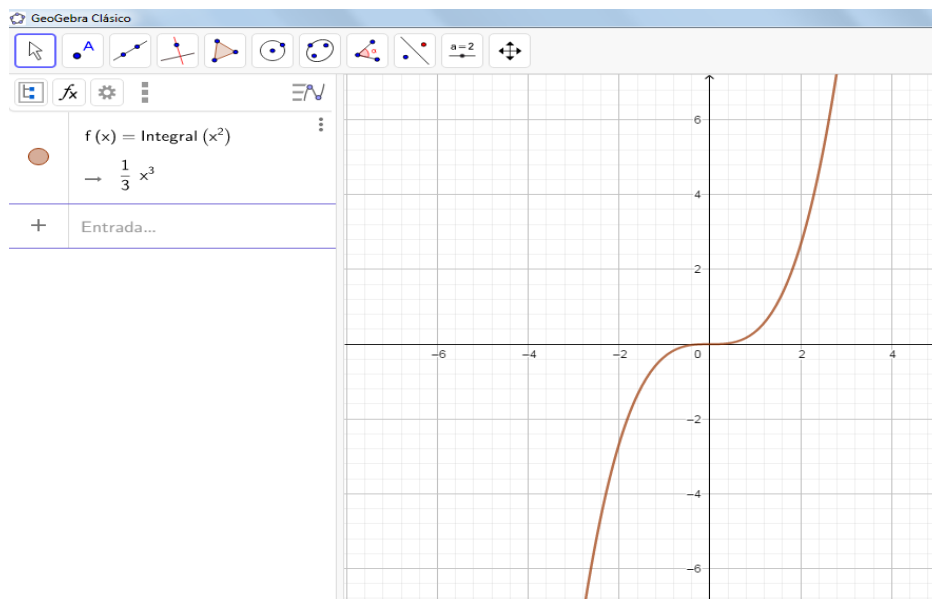 GeoGebra Clásico
A
a=2
fx
f (x) = Integral (x²)
→ 1/3 x³
+ Entrada...
6
4
2
−6 −4 −2 0 2 4
−2
−4
−6